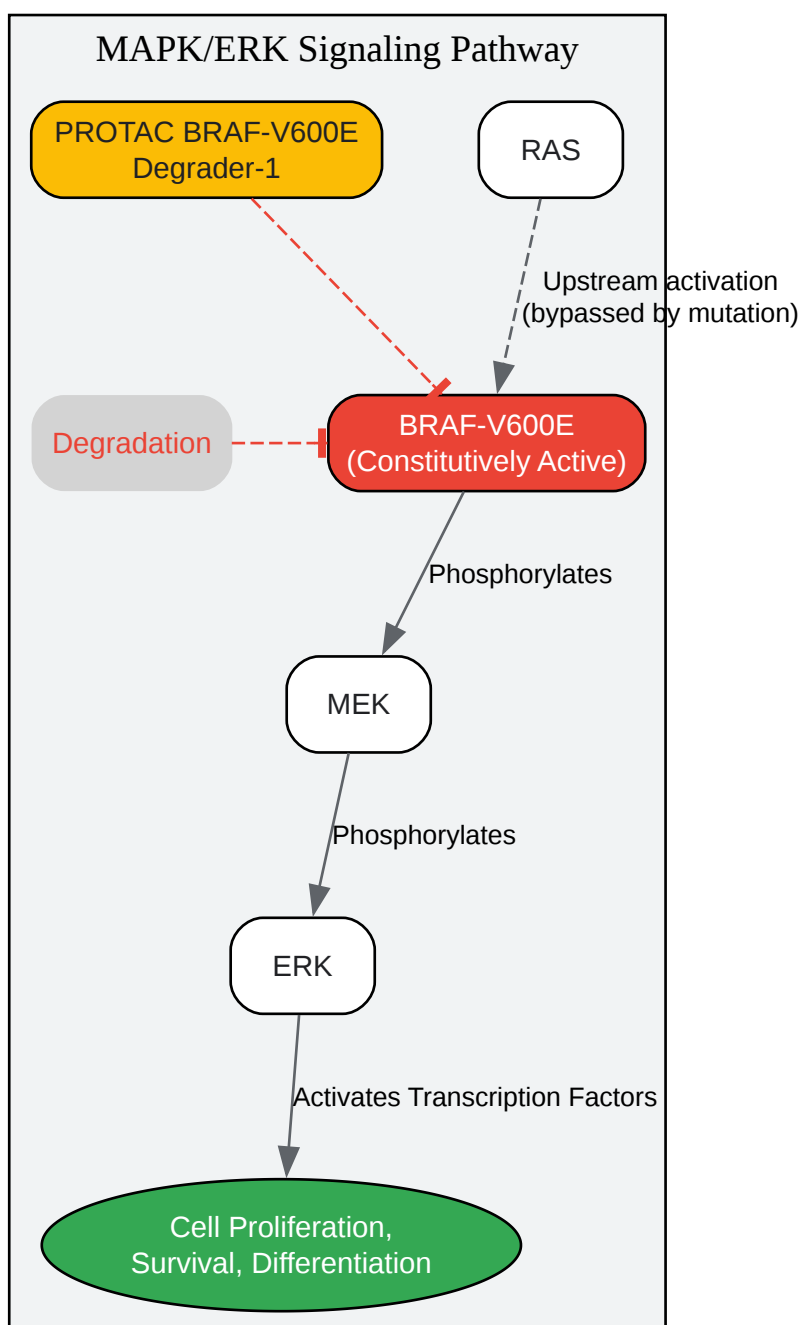 MAPK/ERK Signaling Pathway
PROTAC BRAF-V600E
Degrader-1
RAS
Upstream activation
(bypassed by mutation)
Degradation
BRAF-V600E
(Constitutively Active)
Phosphorylates
MEK
Phosphorylates
ERK
Activates Transcription Factors
Cell Proliferation,
Survival, Differentiation